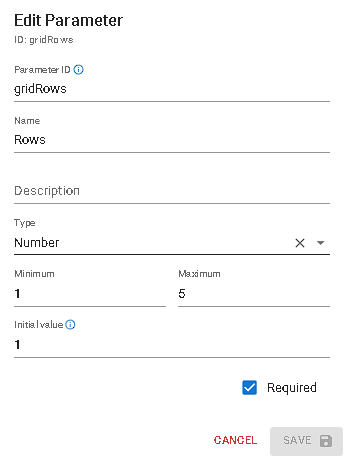 Edit Parameter
ID: gridRows
Parameter ID
gridRows
Name
Rows
Description
Type
Number
Minimum
Maximum
1
5
Initial value
1
Required
CANCEL
SAVE